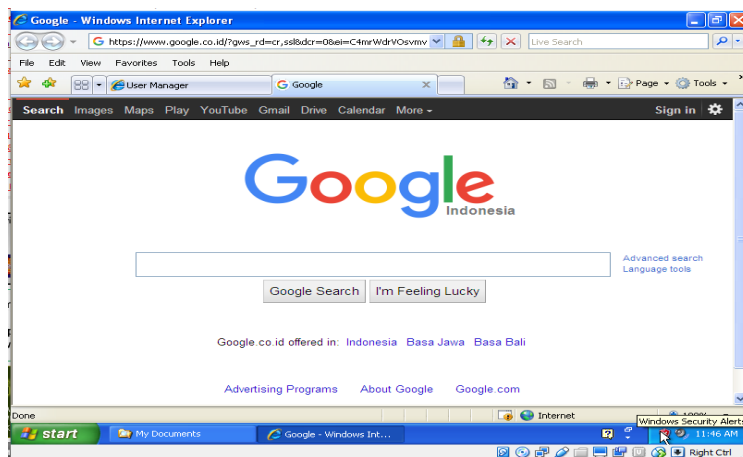 Google - Windows Internet Explorer
https://www.google.co.id/?gws_rd=cr,ssl&dcr=0&ei=C4mrWdrVOsvmv
Live Search
File Edit View Favorites Tools Help
User Manager
Google
Page
Tools
Search Images Maps Play YouTube Gmail Drive Calendar More
Sign in
Google
Indonesia
Advanced search
Language tools
Google Search
I'm Feeling Lucky
Google.co.id offered in: Indonesia Basa Jawa Basa Bali
Advertising Programs About Google Google.com
Done
Internet
100%
Windows Security Alerts
start
My Documents
Google - Windows Int...
11:46 AM
Right Ctrl